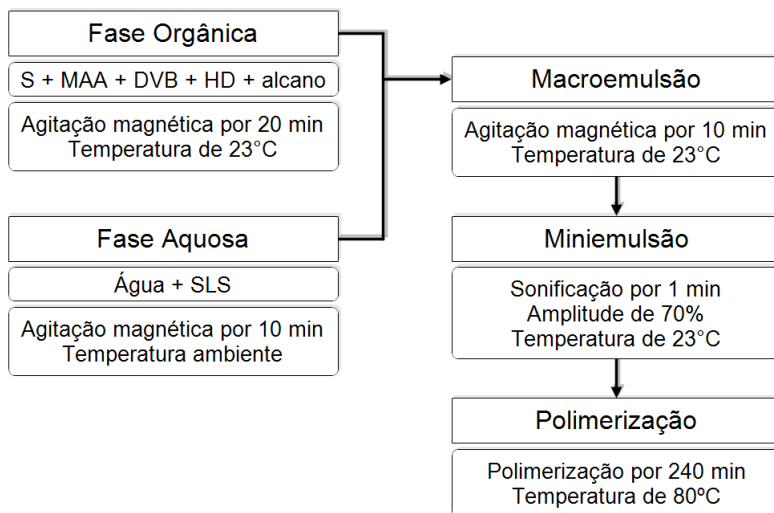 Fase Orgânica
S + MAA + DVB + HD + alcano
Agitação magnética por 20 min
Temperatura de 23°C
Fase Aquosa
Água + SLS
Agitação magnética por 10 min
Temperatura ambiente
Macroemulsão
Agitação magnética por 10 min
Temperatura de 23°C
Miniemulsão
Sonificação por 1 min
Amplitude de 70%
Temperatura de 23°C
Polimerização
Polimerização por 240 min
Temperatura de 80ºC